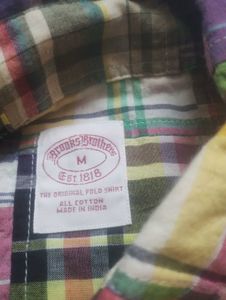 Brooks Brothers
M
Est. 1818
THE ORIGINAL POLO SHIRT
ALL COTTON
MADE IN INDIA